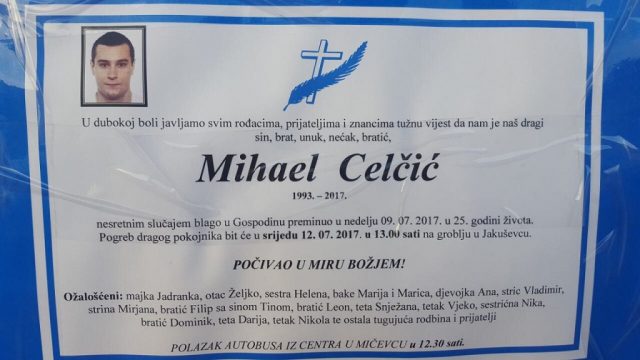 U dubokoj boli javljamo svim rođacima, prijateljima i znancima tužnu vijest da nam je naš dragi
sin, brat, unuk, nećak, bratić,
Mihael Celčić
1993. – 2017.
nesretnim slučajem blago u Gospodinu preminuo u nedelju 09. 07. 2017. u 25. godini života.
Pogreb dragog pokojnika bit će u srijedu 12. 07. 2017. u 13.00 sati na groblju u Jakuševcu.
POČIVAO U MIRU BOŽJEM!
Ožalošćeni: majka Jadranka, otac Željko, sestra Helena, bake Marija i Marica, djevojka Ana, stric Vladimir,
strina Mirjana, bratić Filip sa sinom Tinom, bratić Leon, teta Snježana, tetak Vjeko, sestrična Nika,
bratić Dominik, teta Darija, tetak Nikola te ostala tugujuća rodbina i prijatelji
POLAZAK AUTOBUSA IZ CENTRA U MIČEVCU u 12.30 sati.